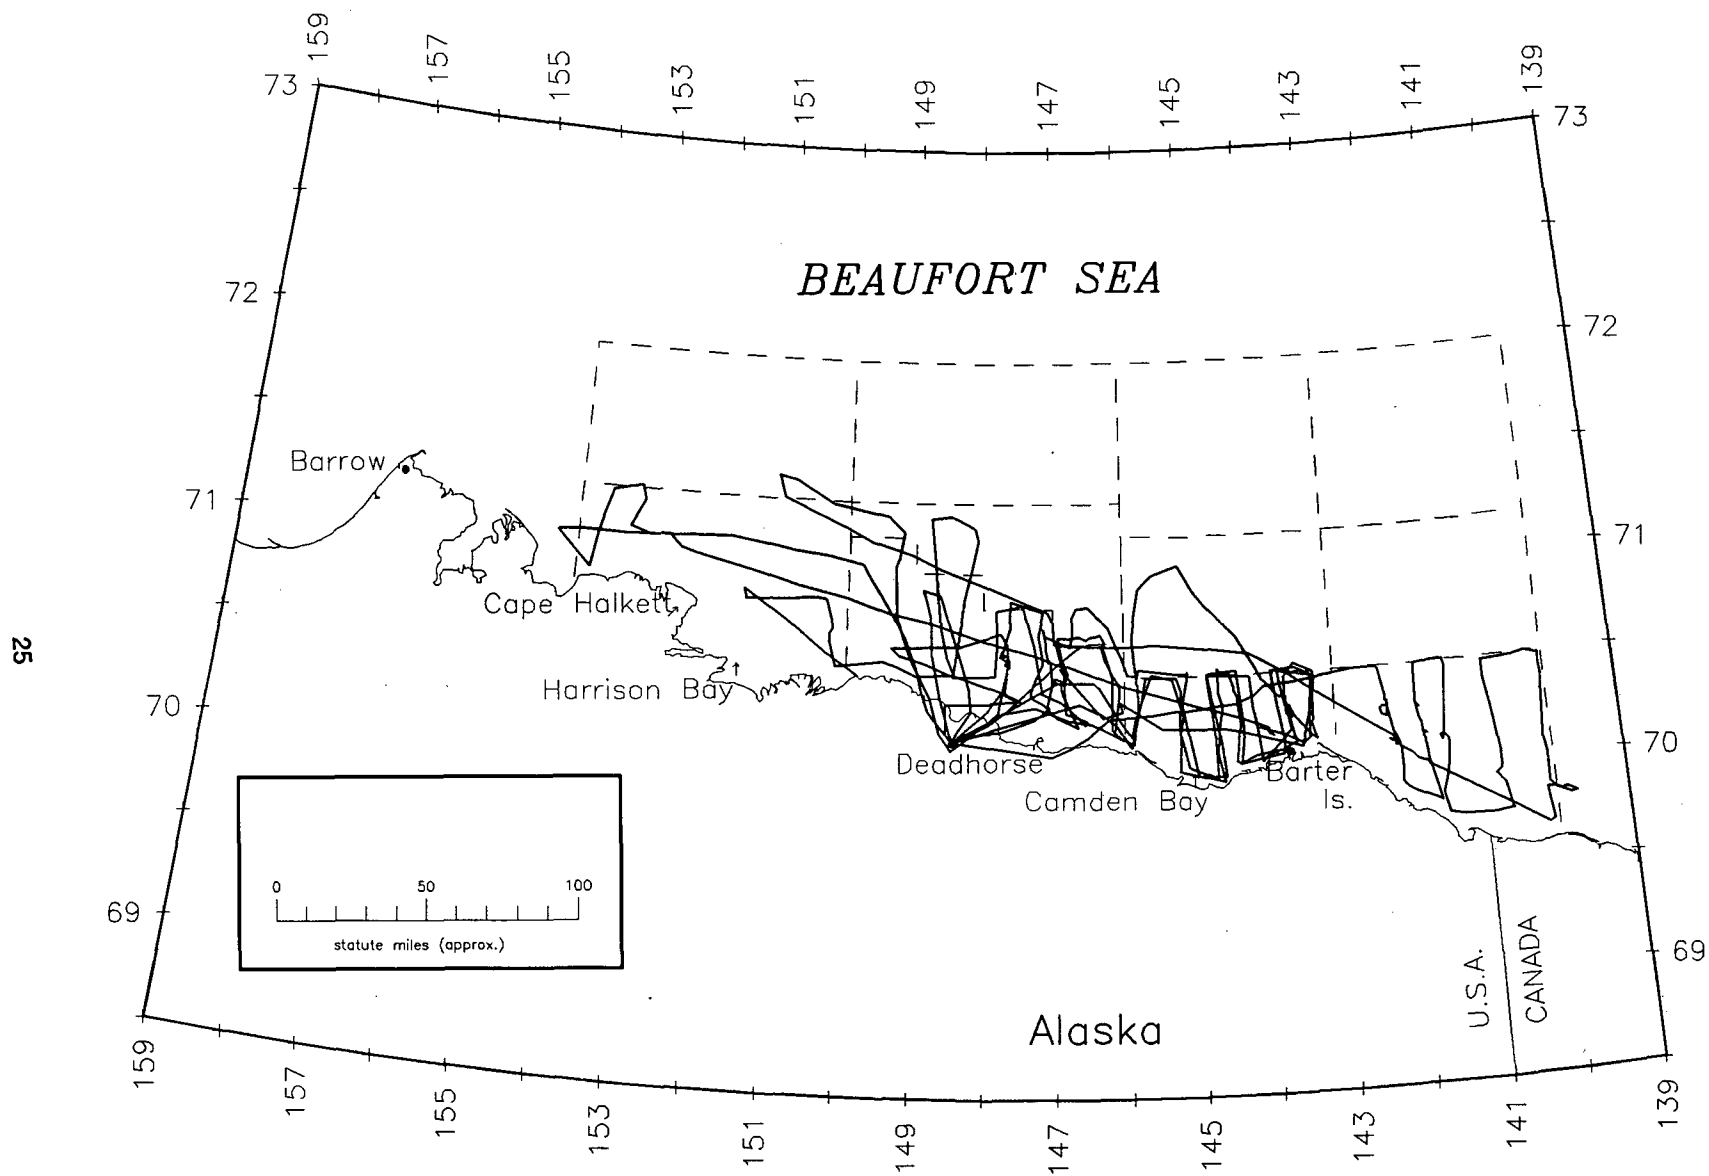 159 157 155 153 151 149 147 145 143 141 139
73 73
BEAUFORT SEA
72 72
Barrow
71 71
Cape Halkett
25
Harrison Bay
70 70
Deadhorse
Barter
Is.
Camden Bay
0 50 100
statute miles (approx.)
69 69
U.S.A.
CANADA
Alaska
159 157 155 153 151 149 147 145 143 141 139